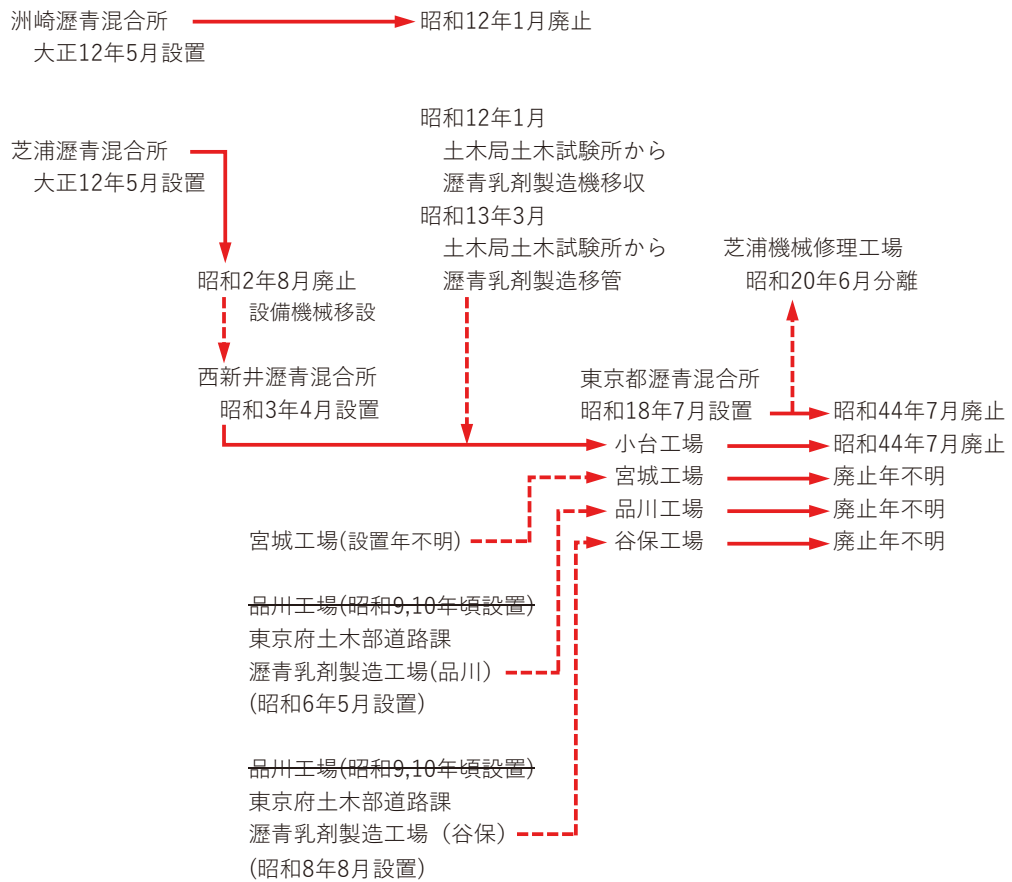 洲崎瀝青混合所
大正12年5月設置
昭和12年1月廃止
芝浦瀝青混合所
大正12年5月設置
昭和2年8月廃止
設備機械移設
西新井瀝青混合所
昭和3年4月設置
昭和12年1月
土木局土木試験所から
瀝青乳剤製造機移収
昭和13年3月
土木局土木試験所から
瀝青乳剤製造移管
芝浦機械修理工場
昭和20年6月分離
東京都瀝青混合所
昭和18年7月設置
昭和44年7月廃止
小台工場
昭和44年7月廃止
宮城工場
廃止年不明
品川工場
廃止年不明
谷保工場
廃止年不明
宮城工場(設置年不明)
品川工場(昭和9,10年頃設置)
東京府土木部道路課
瀝青乳剤製造工場(品川)
(昭和6年5月設置)
品川工場(昭和9,10年頃設置)
東京府土木部道路課
瀝青乳剤製造工場（谷保）
(昭和8年8月設置)